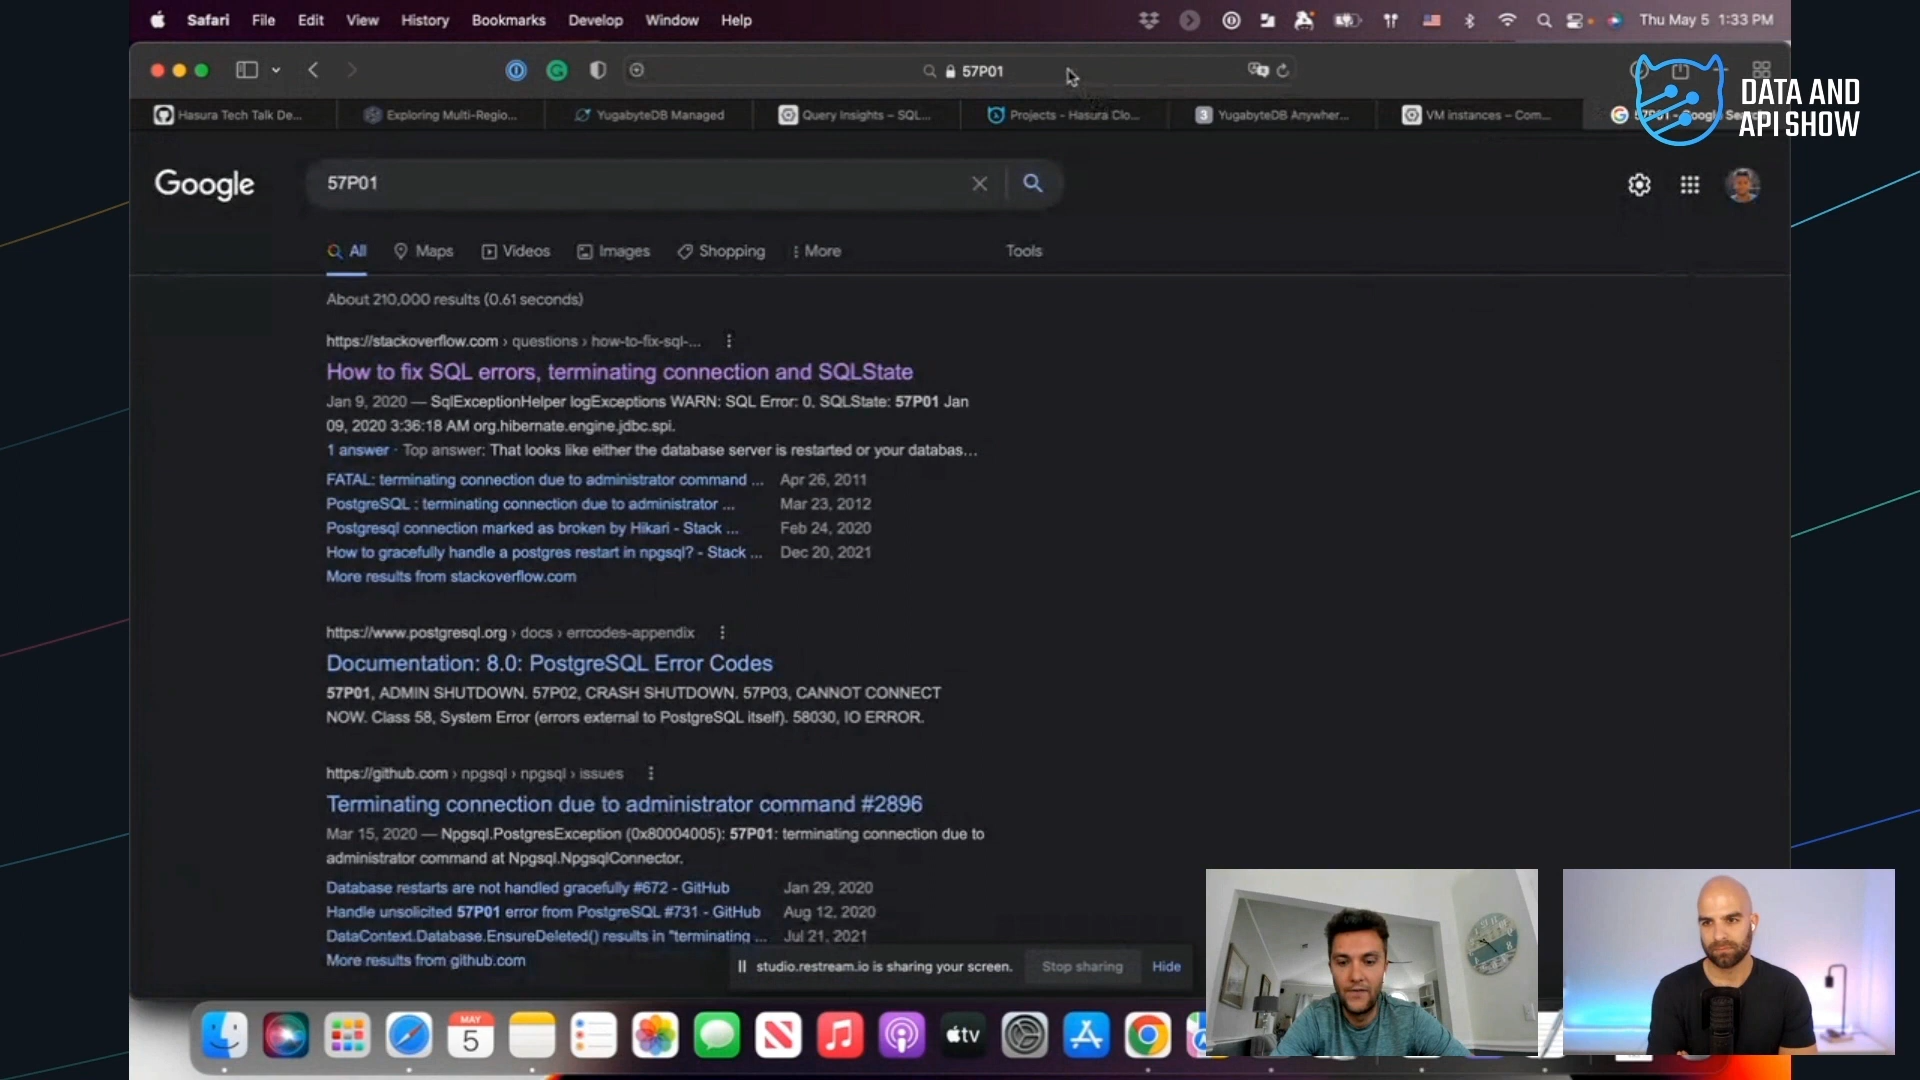 Safari File Edit View History Bookmarks Develop Window Help
Thu May 5 1:33 PM
57P01
Hasura Tech Talk De...
Exploring Multi-Regio...
YugabyteDB Managed
Query Insights – SQL...
Projects - Hasura Clo...
3 YugabyteDB Anywher...
VM instances – Com...
DATA AND
API SHOW
Google
57P01
All Maps Videos Images Shopping More Tools
About 210,000 results (0.61 seconds)
https://stackoverflow.com › questions › how-to-fix-sql-...
How to fix SQL errors, terminating connection and SQLState
Jan 9, 2020 — SqlExceptionHelper logExceptions WARN: SQL Error: 0, SQLState: 57P01 Jan
09, 2020 3:36:18 AM org.hibernate.engine.jdbc.spi.
1 answer · Top answer: That looks like either the database server is restarted or your databas...
FATAL: terminating connection due to administrator command ... Apr 26, 2011
PostgreSQL : terminating connection due to administrator ... Mar 23, 2012
Postgresql connection marked as broken by Hikari - Stack ... Feb 24, 2020
How to gracefully handle a postgres restart in npgsql? - Stack ... Dec 20, 2021
More results from stackoverflow.com
https://www.postgresql.org › docs › errcodes-appendix
Documentation: 8.0: PostgreSQL Error Codes
57P01, ADMIN SHUTDOWN. 57P02, CRASH SHUTDOWN. 57P03, CANNOT CONNECT
NOW. Class 58, System Error (errors external to PostgreSQL itself). 58030, IO ERROR.
https://github.com › npgsql › npgsql › issues
Terminating connection due to administrator command #2896
Mar 15, 2020 — Npgsql.PostgresException (0x80004005): 57P01: terminating connection due to
administrator command at Npgsql.NpgsqlConnector.
Database restarts are not handled gracefully #672 - GitHub Jan 29, 2020
Handle unsolicited 57P01 error from PostgreSQL #731 - GitHub Aug 12, 2020
DataContext.Database.EnsureDeleted() results in "terminating ... Jul 21, 2021
More results from github.com
studio.restream.io is sharing your screen. Stop sharing Hide
MAY
5
tv